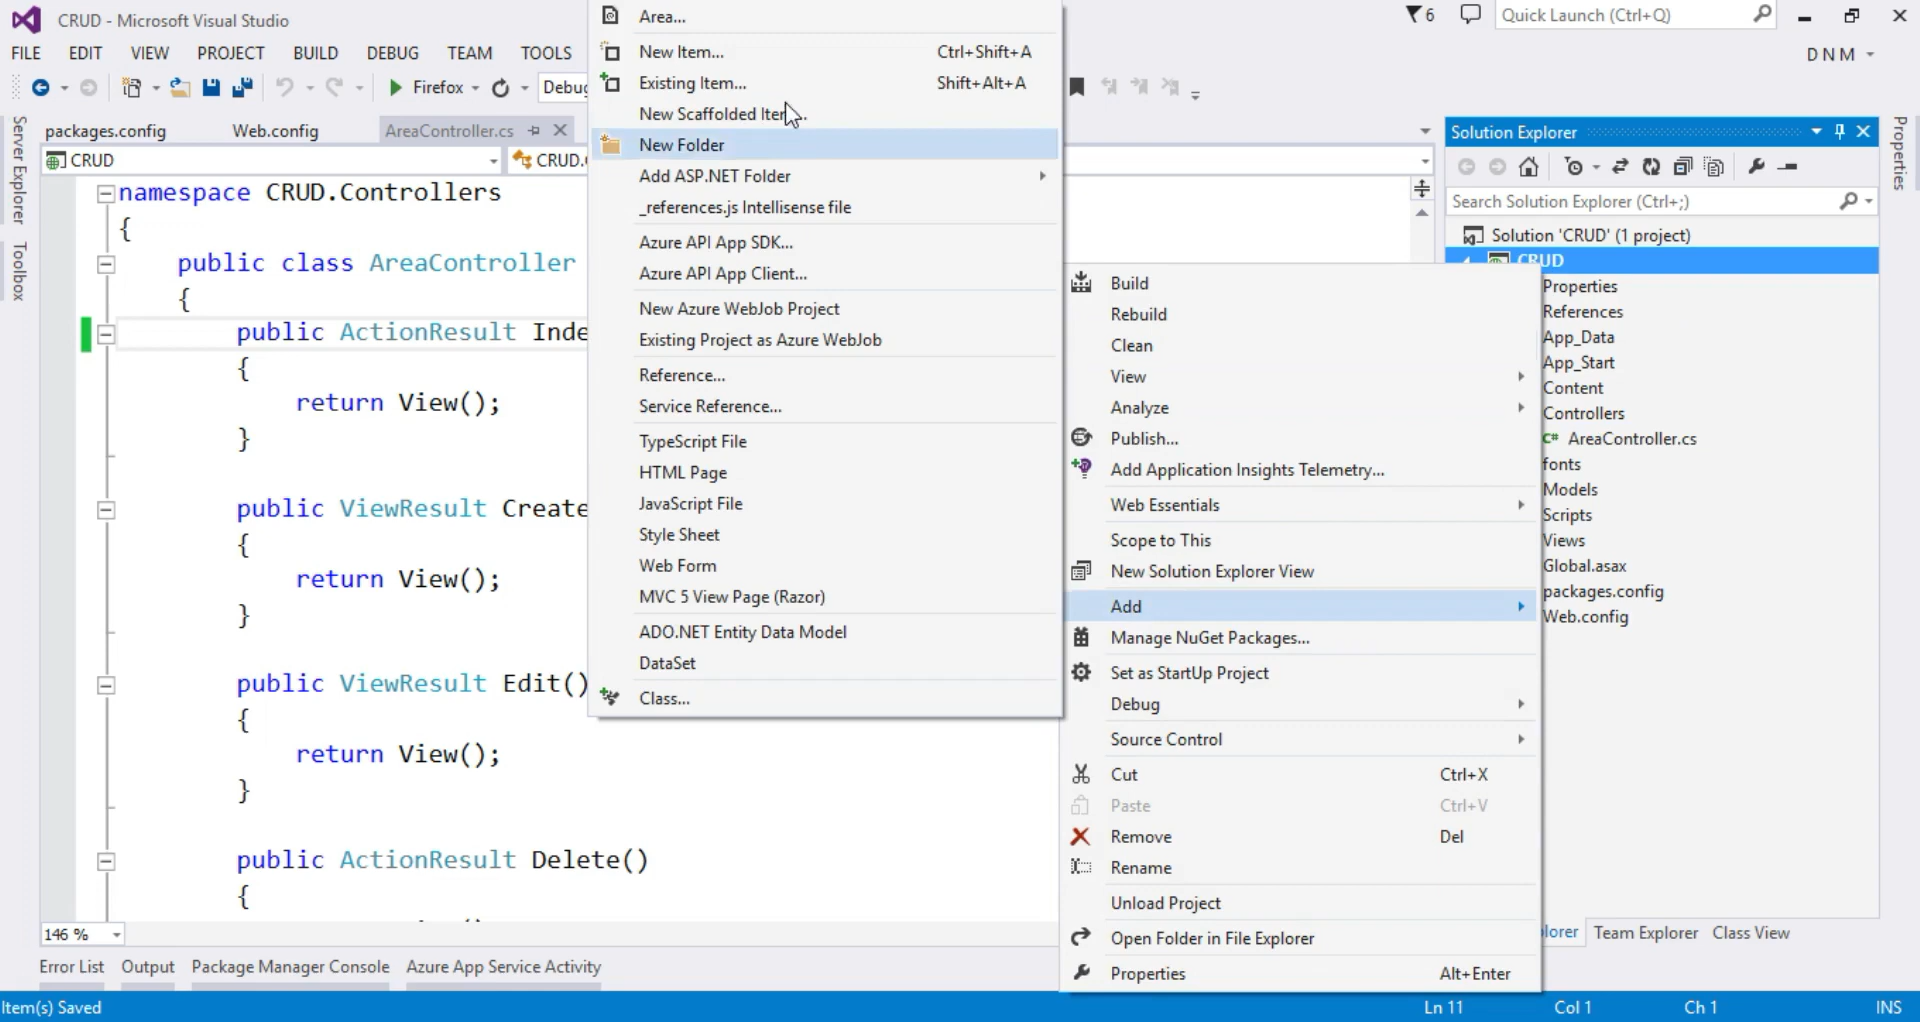 CRUD - Microsoft Visual Studio
6
Quick Launch (Ctrl+Q)
FILE EDIT VIEW PROJECT BUILD DEBUG TEAM TOOLS
D N M
Firefox
Debug
Area...
New Item... Ctrl+Shift+A
Existing Item... Shift+Alt+A
New Scaffolded Item...
New Folder
Add ASP.NET Folder
_references.js Intellisense file
Azure API App SDK...
Azure API App Client...
New Azure WebJob Project
Existing Project as Azure WebJob
Reference...
Service Reference...
TypeScript File
HTML Page
JavaScript File
Style Sheet
Web Form
MVC 5 View Page (Razor)
ADO.NET Entity Data Model
DataSet
Class...
Server Explorer
Toolbox
packages.config Web.config AreaController.cs
CRUD
CRUD.
namespace CRUD.Controllers
{
public class AreaController
{
public ActionResult Inde
{
return View();
}
public ViewResult Create
{
return View();
}
public ViewResult Edit()
{
return View();
}
public ActionResult Delete()
{
146 %
Build
Rebuild
Clean
View
Analyze
Publish...
Add Application Insights Telemetry...
Web Essentials
Scope to This
New Solution Explorer View
Add
Manage NuGet Packages...
Set as StartUp Project
Debug
Source Control
Cut Ctrl+X
Paste Ctrl+V
Remove Del
Rename
Unload Project
Open Folder in File Explorer
Properties Alt+Enter
Solution Explorer
Search Solution Explorer (Ctrl+;)
Solution 'CRUD' (1 project)
CRUD
Properties
References
App_Data
App_Start
Content
Controllers
C# AreaController.cs
fonts
Models
Scripts
Views
Global.asax
packages.config
Web.config
plorer Team Explorer Class View
Properties
Error List Output Package Manager Console Azure App Service Activity
Item(s) Saved Ln 11 Col 1 Ch 1 INS